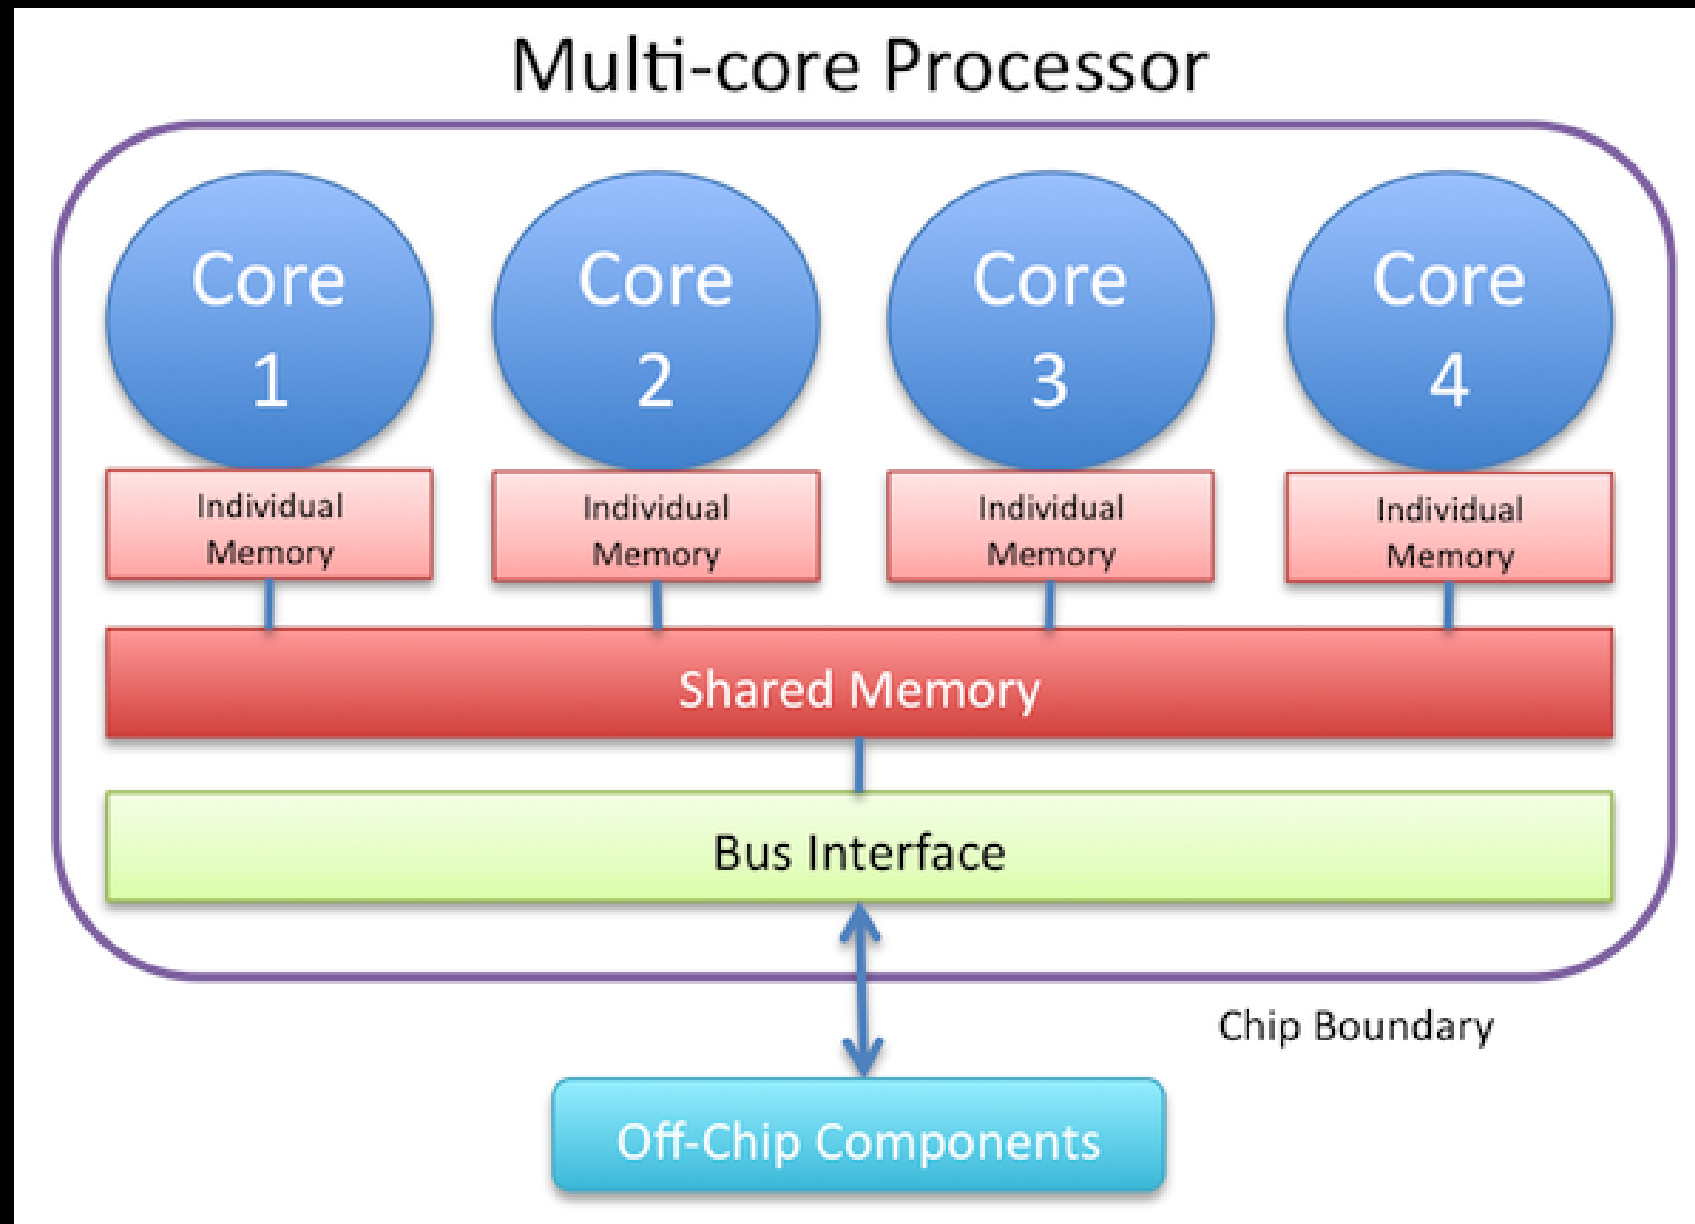 Multi-core Processor
Core
1
Core
2
Core
3
Core
4
Individual
Memory
Individual
Memory
Individual
Memory
Individual
Memory
Shared Memory
Bus Interface
Chip Boundary
Off-Chip Components